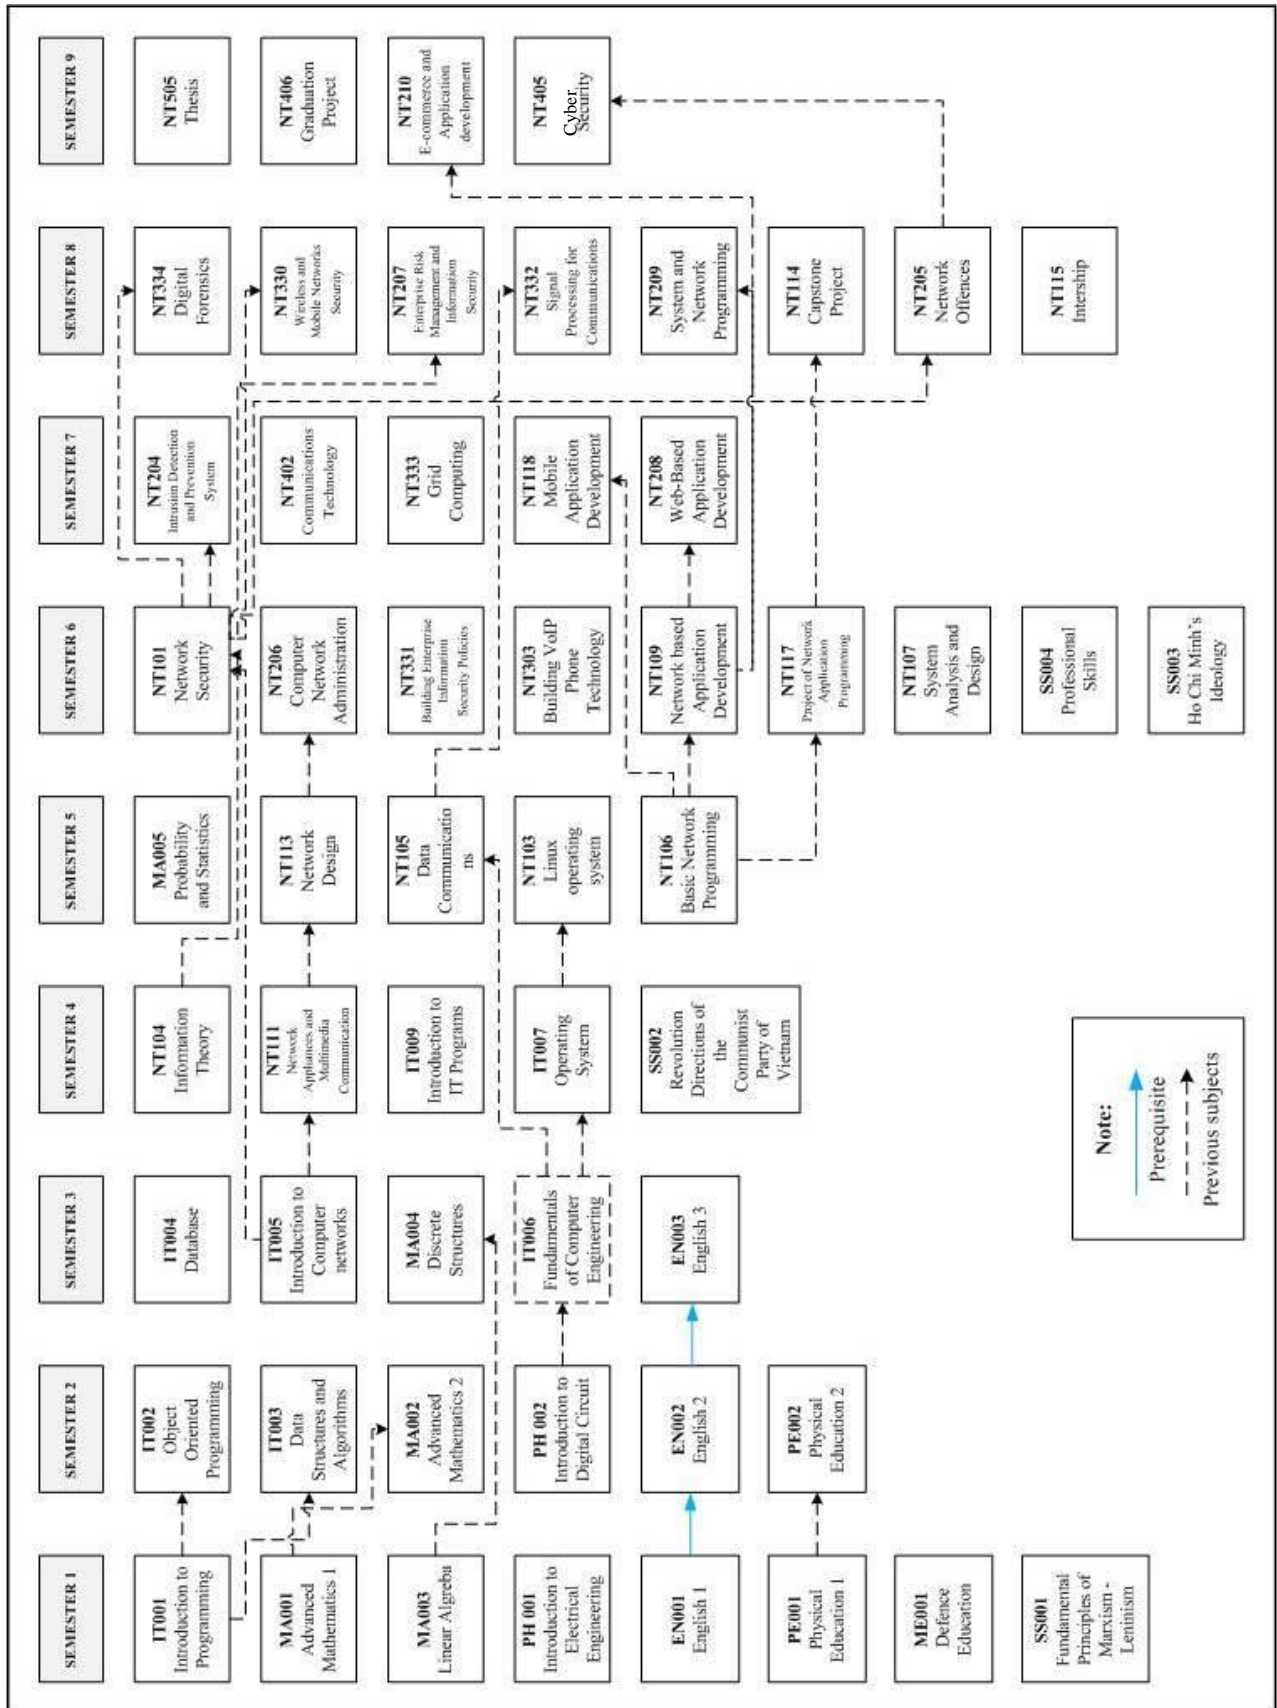 SEMESTER 1
IT001
Introduction to
Programming
MA001
Advanced
Mathematics 1
MA003
Linear Algreba
PH 001
Introduction to
Electrical
Engineering
EN001
English 1
PE001
Physical
Education 1
ME001
Defence
Education
SS001
Fundamental
Principles of
Marxism -
Leninism
SEMESTER 2
IT002
Object
Oriented
Programming
IT003
Data
Structures and
Algorithms
MA002
Advanced
Mathematics 2
PH 002
Introduction to
Digital Circuit
EN002
English 2
PE002
Physical
Education 2
SEMESTER 3
IT004
Database
IT005
Introduction to
Computer
networks
MA004
Discrete
Structures
IT006
Fundamentals
of Computer
Engineering
EN003
English 3
SEMESTER 4
NT104
Information
Theory
NT111
Network
Appliances and
Multimedia
Communication
IT009
Introduction to
IT Programs
IT007
Operating
System
SS002
Revolution
Directions of
the
Communist
Party of
Vietnam
SEMESTER 5
MA005
Probability
and Statistics
NT113
Network
Design
NT105
Data
Communicatio
ns
NT103
Linux
operating
system
NT106
Basic Network
Programming
SEMESTER 6
NT101
Network
Security
NT206
Computer
Network
Administration
NT331
Building Enterprise
Information
Security Policies
NT303
Building VoIP
Phone
Technology
NT109
Network based
Application
Development
NT117
Project of Network
Application
Programming
NT107
System
Analysis and
Design
SS004
Professional
Skills
SS003
Ho Chi Minh's
Ideology
SEMESTER 7
NT204
Intrusion Detection
and Prevention
System
NT402
Communications
Technology
NT333
Grid
Computing
NT118
Mobile
Application
Development
NT208
Web-Based
Application
Development
SEMESTER 8
NT334
Digital
Forensics
NT330
Wireless and
Mobile Networks
Security
NT207
Enterprise Risk
Management and
Information
Security
NT332
Signal
Processing for
Communications
NT209
System and
Network
Programming
NT114
Capstone
Project
NT205
Network
Offences
NT115
Intership
SEMESTER 9
NT505
Thesis
NT406
Graduation
Project
NT210
E-commerce and
Application
development
NT405
Cyber
Security
Note:
Prerequisite
Previous subjects